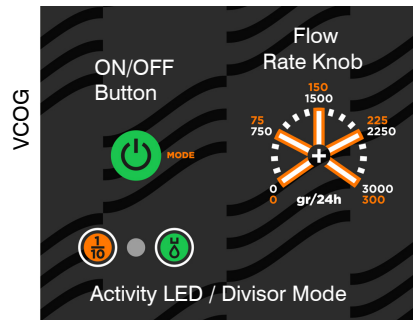 VCOG
ON/OFF
Button
MODE
Flow
Rate Knob
150
1500
75
750
225
2250
0
0
gr/24h
3000
300
1
10
Activity LED / Divisor Mode